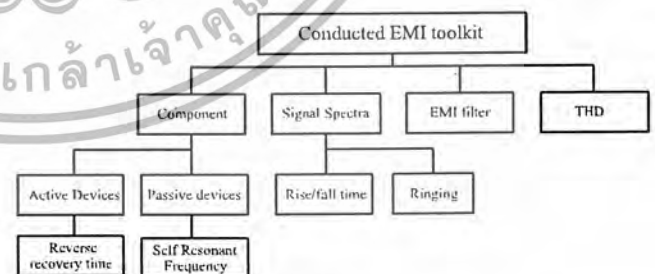 Conducted EMI toolkit
เกล้าเจ้าคุณ
Component
Signal Spectra
EMI filter
THD
Active Devices
Passive devices
Rise/fall time
Ringing
Reverse
recovery time
Self Resonant
Frequency